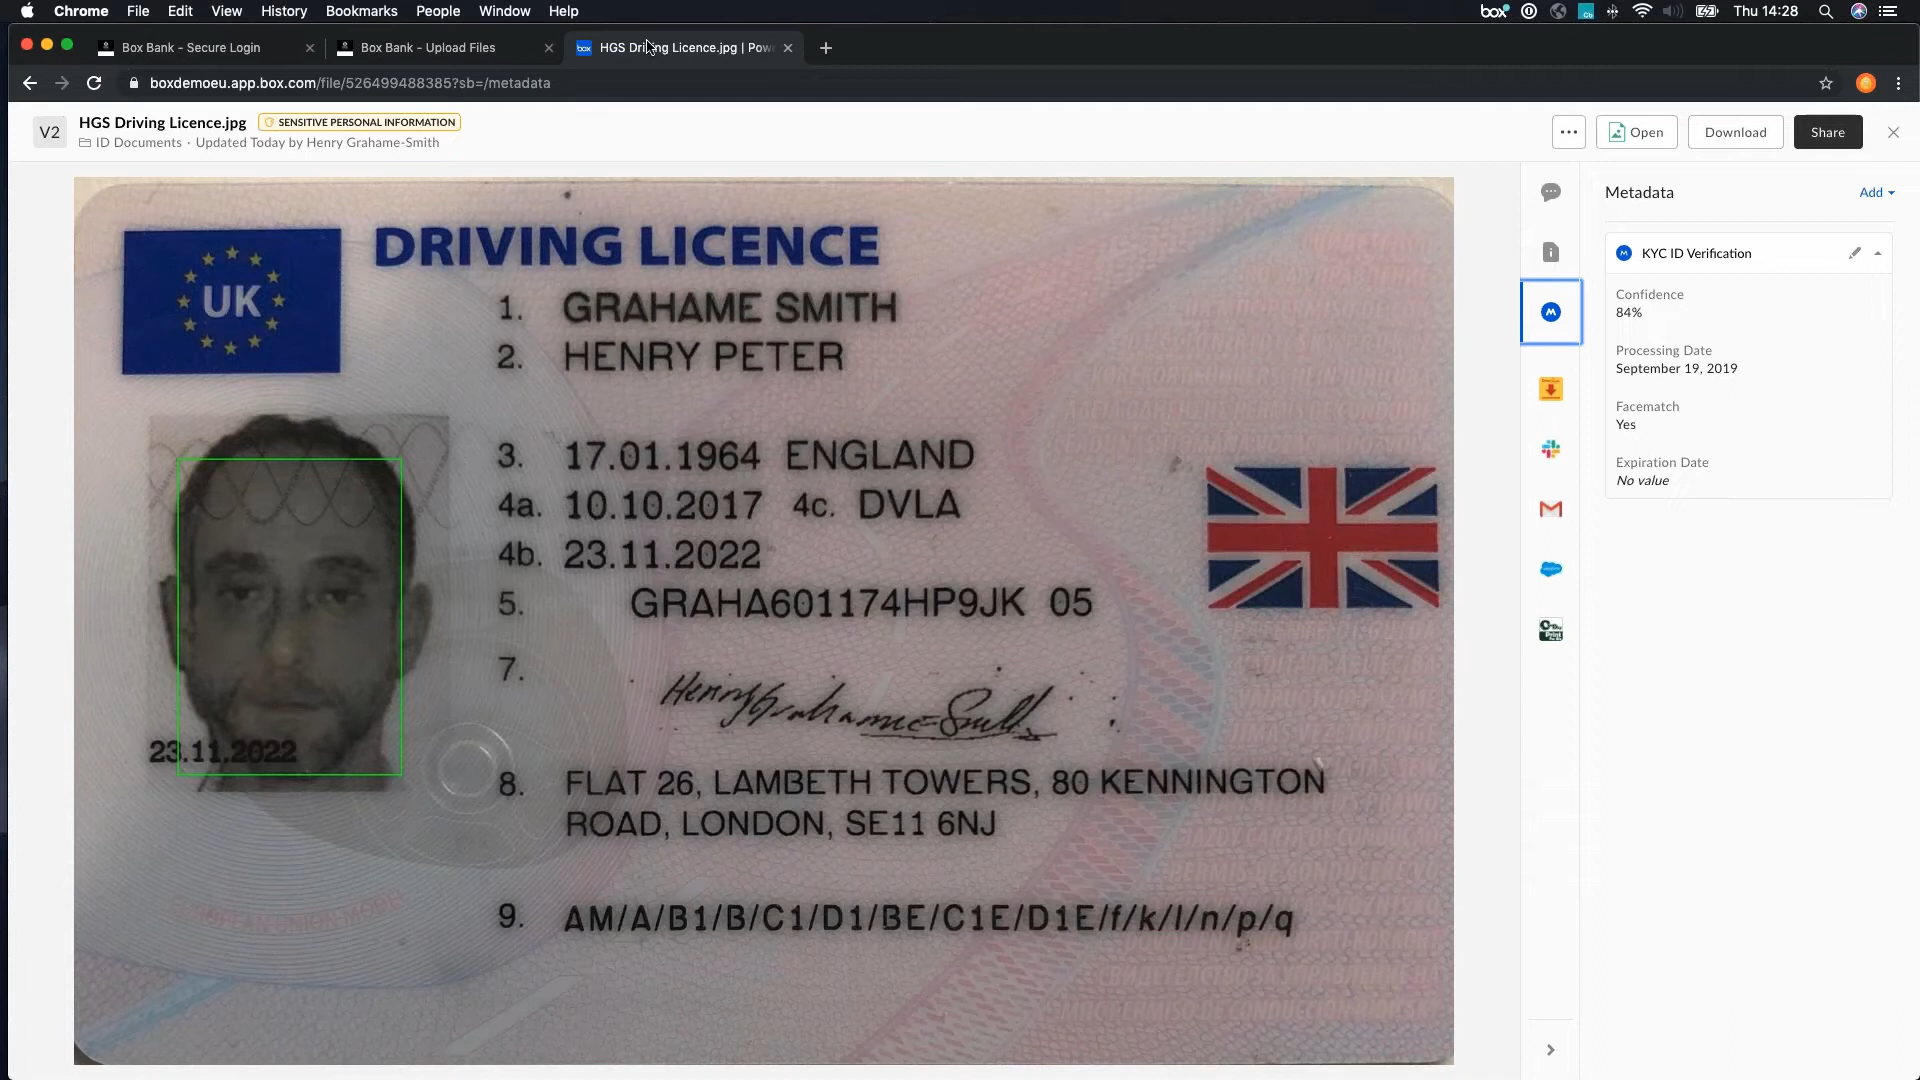 Chrome File Edit View History Bookmarks People Window Help box Thu 14:28
Box Bank - Secure Login
Box Bank - Upload Files
HGS Driving Licence.jpg | Pow
boxdemoeu.app.box.com/file/526499488385?sb=/metadata
V2
HGS Driving Licence.jpg SENSITIVE PERSONAL INFORMATION
ID Documents · Updated Today by Henry Grahame-Smith
Open Download Share
UK
DRIVING LICENCE
1. GRAHAME SMITH
2. HENRY PETER
3. 17.01.1964 ENGLAND
4a. 10.10.2017 4c. DVLA
4b. 23.11.2022
5. GRAHA601174HP9JK 05
7. Henry Grahame-Smith
23.11.2022
8. FLAT 26, LAMBETH TOWERS, 80 KENNINGTON
ROAD, LONDON, SE11 6NJ
9. AM/A/B1/B/C1/D1/BE/C1E/D1E/f/k/l/n/p/q
Metadata Add
KYC ID Verification
Confidence
84%
Processing Date
September 19, 2019
Facematch
Yes
Expiration Date
No value